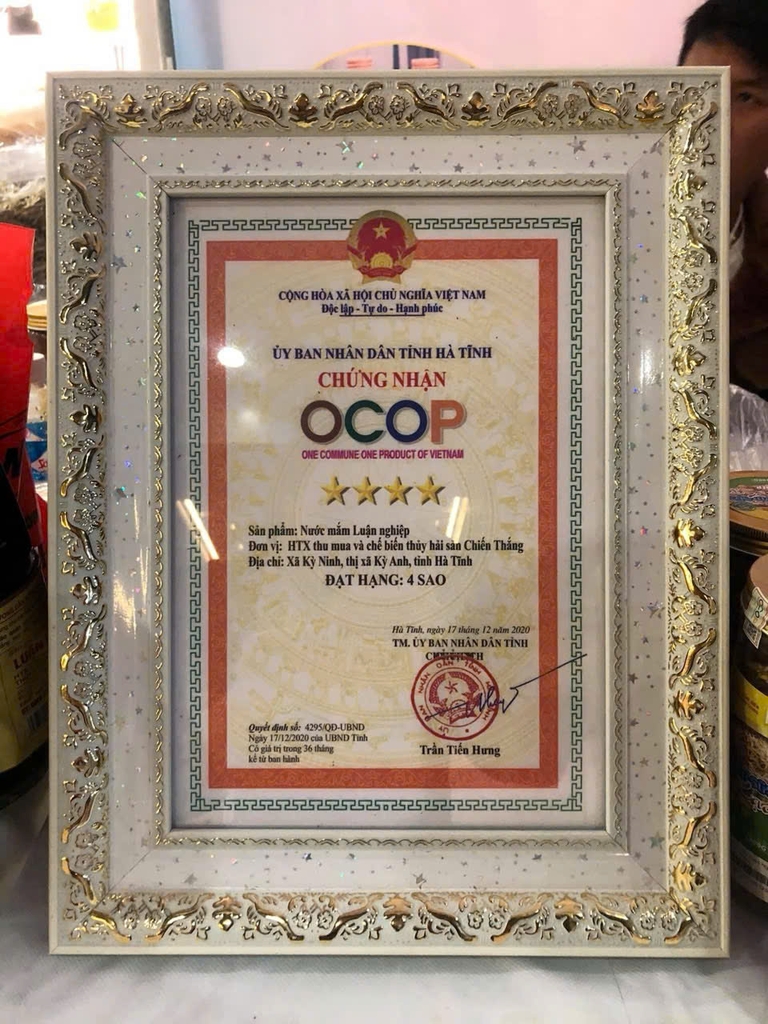 CỘNG HÒA XÃ HỘI CHỦ NGHĨA VIỆT NAM
Độc lập - Tự do - Hạnh phúc
ỦY BAN NHÂN DÂN TỈNH HÀ TĨNH
CHỨNG NHẬN
OCOP
ONE COMMUNE ONE PRODUCT OF VIETNAM
Sản phẩm: Nước mắm Luận nghiệp
Đơn vị: HTX thu mua và chế biến thủy hải sản Chiến Thắng
Địa chỉ: Xã Kỳ Ninh, thị xã Kỳ Anh, tỉnh Hà Tĩnh
ĐẠT HẠNG: 4 SAO
Hà Tĩnh, ngày 17 tháng 12 năm 2020
TM. ỦY BAN NHÂN DÂN TỈNH
Quyết định số: 4295/QĐ-UBND
Ngày 17/12/2020 của UBND Tỉnh
Có giá trị trong 36 tháng
kể từ ban hành
Trần Tiến Hưng